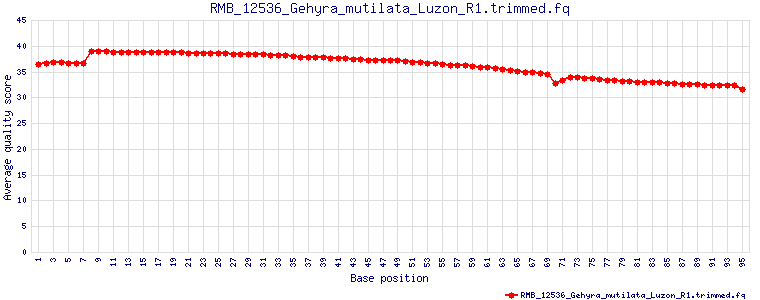 RMB_12536_Gehyra_mutilata_Luzon_R1.trimmed.fq
45
40
35
30
25
20
15
10
5
0
Average quality score
1 3 5 7 9 11 13 15 17 19 21 23 25 27 29 31 33 35 37 39 41 43 45 47 49 51 53 55 57 59 61 63 65 67 69 71 73 75 77 79 81 83 85 87 89 91 93 95
Base position
RMB_12536_Gehyra_mutilata_Luzon_R1.trimmed.fq